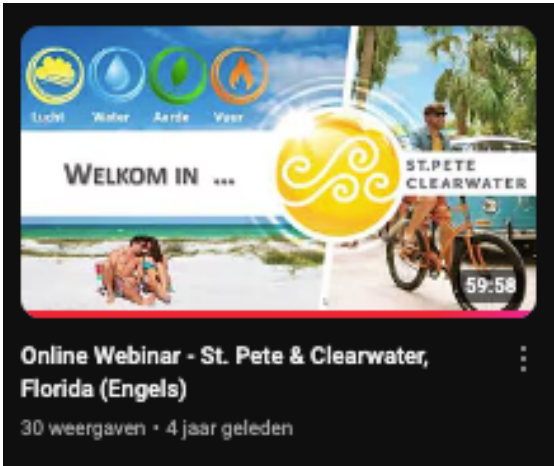 Lucht Water Aarde Vuur
WELKOM IN ...
ST.PETE
CLEARWATER
59:58
Online Webinar - St. Pete & Clearwater,
Florida (Engels)
30 weergaven • 4 jaar geleden